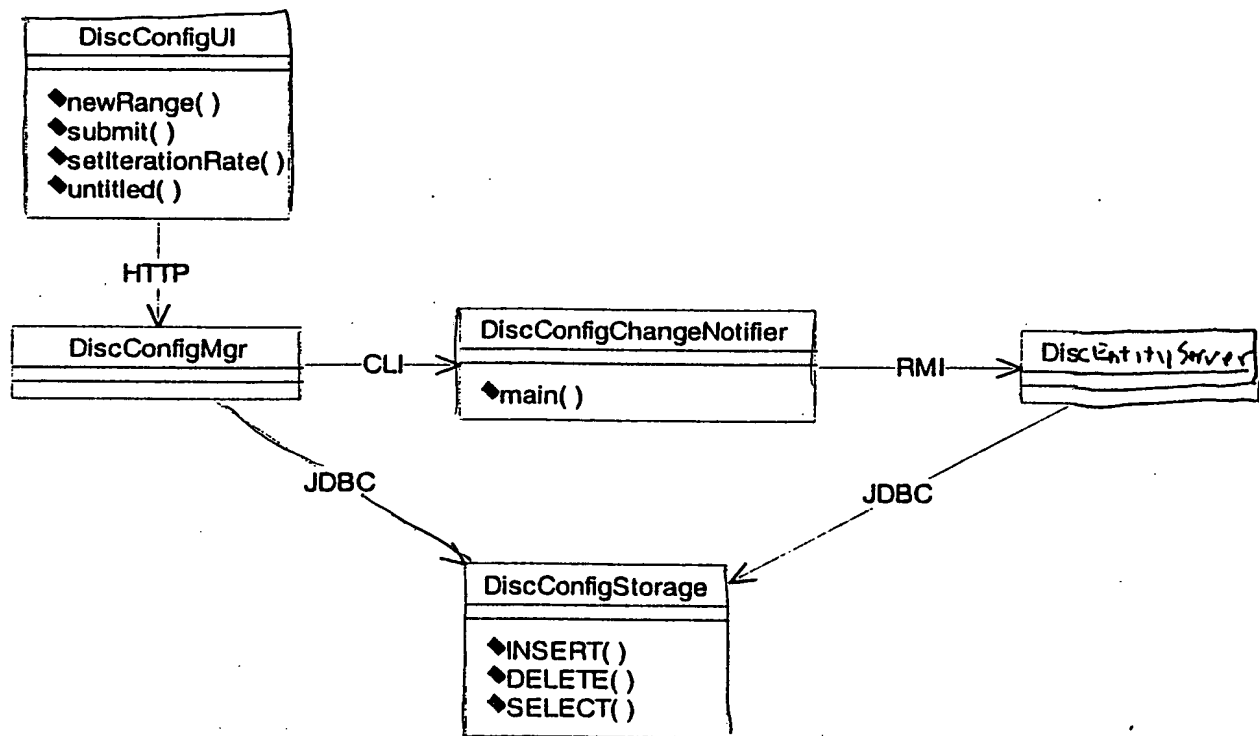 DiscConfigUI
newRange( )
submit( )
setIterationRate( )
untitled( )
HTTP
DiscConfigMgr
CLI
DiscConfigChangeNotifier
main( )
RMI
DiscEntityServer
JDBC
JDBC
DiscConfigStorage
INSERT( )
DELETE( )
SELECT( )